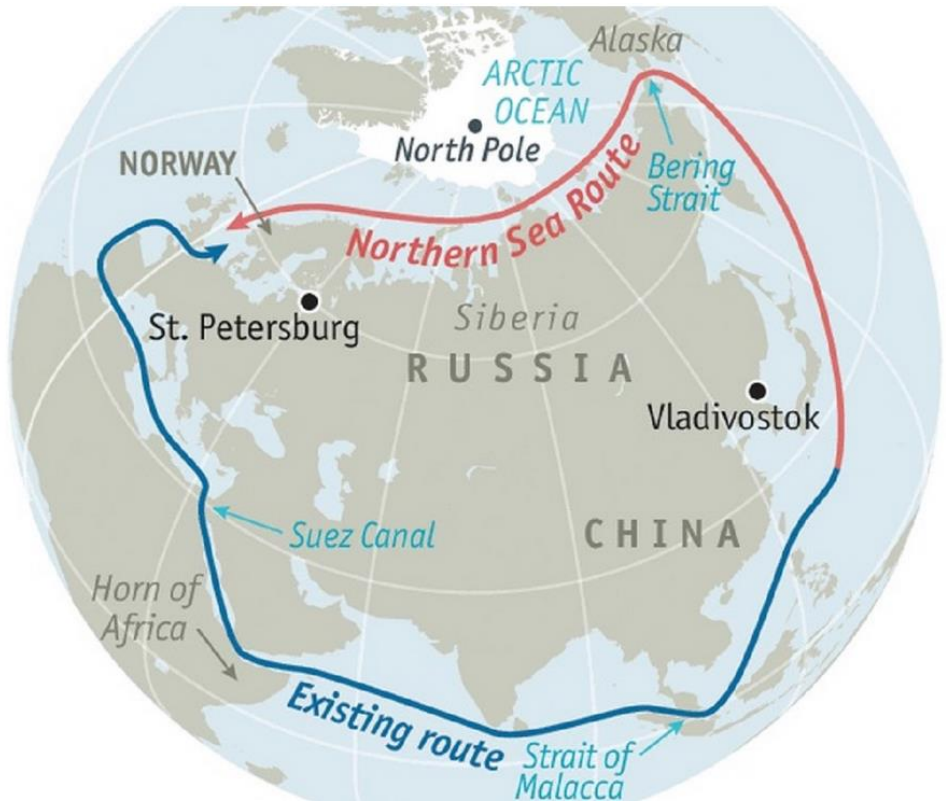 Alaska
ARCTIC
OCEAN
North Pole
NORWAY
Bering
Strait
Northern Sea Route
St. Petersburg
Siberia
RUSSIA
Vladivostok
Suez Canal
CHINA
Horn of
Africa
Existing route
Strait of
Malacca